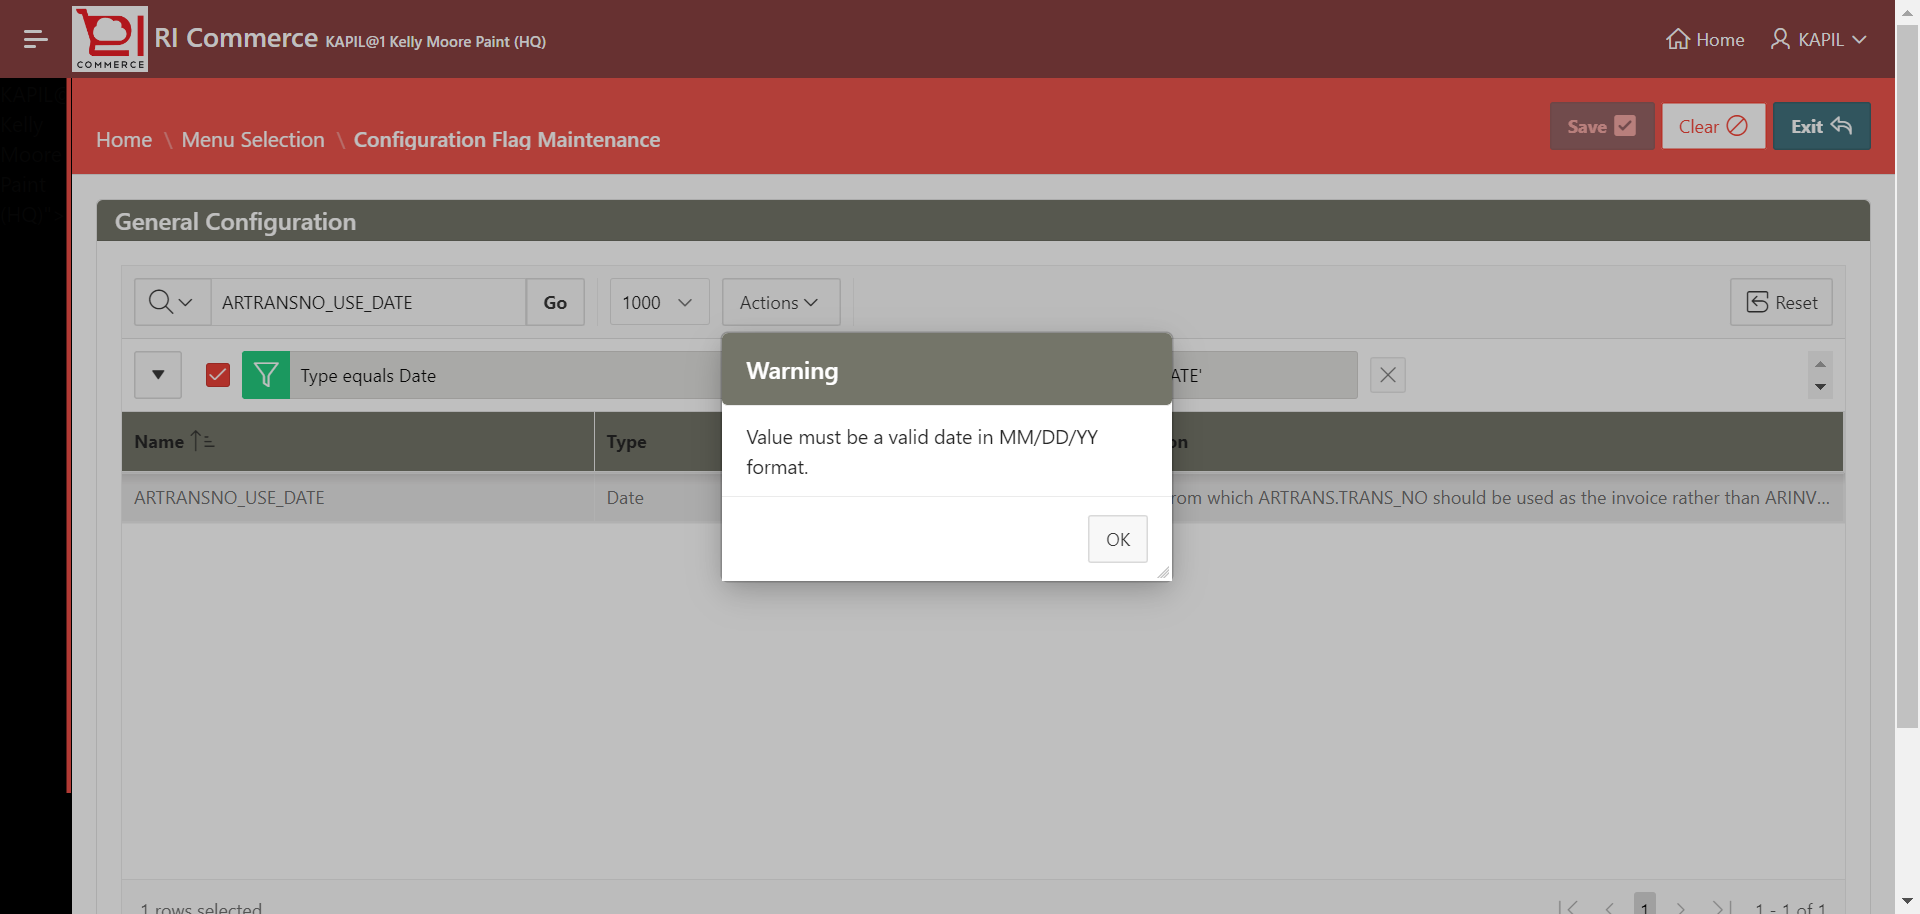 COMMERCE
RI Commerce KAPIL@1 Kelly Moore Paint (HQ)
Home KAPIL
KAPIL@
Kelly
Moore
Paint
(HQ)
Home \ Menu Selection \ Configuration Flag Maintenance
Save Clear Exit
General Configuration
ARTRANSNO_USE_DATE Go 1000 Actions Reset
Type equals Date ATE'
Warning
Value must be a valid date in MM/DD/YY
format.
OK
Name Type on
ARTRANSNO_USE_DATE Date rom which ARTRANS.TRANS_NO should be used as the invoice rather than ARINV...
1 rows selected 1 1 - 1 of 1